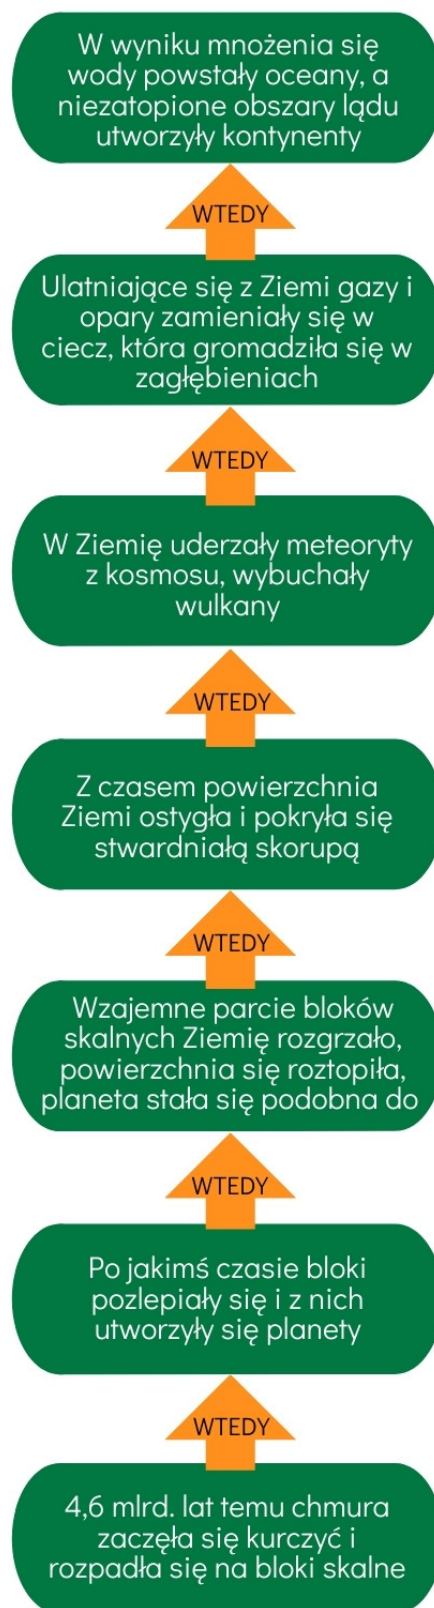 W wyniku mnożenia się
wody powstały oceany, a
niezatopione obszary lądu
utworzyły kontynenty
WTEDY
Ulatniające się z Ziemi gazy i
opary zamieniały się w
ciecz, która gromadziła się w
zagłębieniach
WTEDY
W Ziemię uderzały meteoryty
z kosmosu, wybuchały
wulkany
WTEDY
Z czasem powierzchnia
Ziemi ostygła i pokryła się
stwardniałą skorupą
WTEDY
Wzajemne parcie bloków
skalnych Ziemię rozgrzało,
powierzchnia się roztopiła,
planeta stała się podobna do
WTEDY
Po jakimś czasie bloki
pozlepiały się i z nich
utworzyły się planety
WTEDY
4,6 mlrd. lat temu chmura
zaczęła się kurczyć i
rozpadła się na bloki skalne